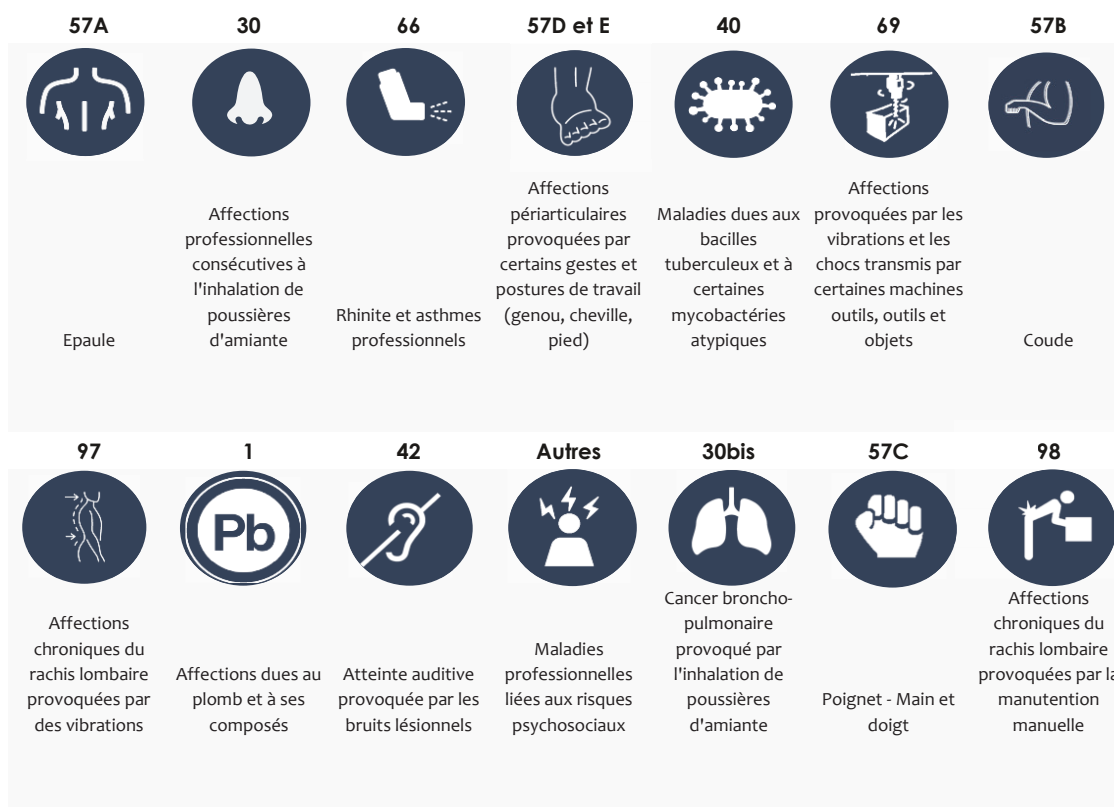 57A
30
66
57D et E
40
69
57B
Epaule
Affections
professionnelles
consécutives à
l'inhalation de
poussières
d'amiante
Rhinite et asthmes
professionnels
Affections
périarticulaires
provoquées par
certains gestes et
postures de travail
(genou, cheville,
pied)
Maladies dues aux
bacilles
tuberculeux et à
certaines
mycobactéries
atypiques
Affections
provoquées par les
vibrations et les
chocs transmis par
certaines machines
outils, outils et
objets
Coude
97
1
42
Autres
30bis
57C
98
Pb
Affections
chroniques du
rachis lombaire
provoquées par
des vibrations
Affections dues au
plomb et à ses
composés
Atteinte auditive
provoquée par les
bruits lésionnels
Maladies
professionnelles
liées aux risques
psychosociaux
Cancer broncho-
pulmonaire
provoqué par
l'inhalation de
poussières
d'amiante
Poignet - Main et
doigt
Affections
chroniques du
rachis lombaire
provoquées par la
manutention
manuelle